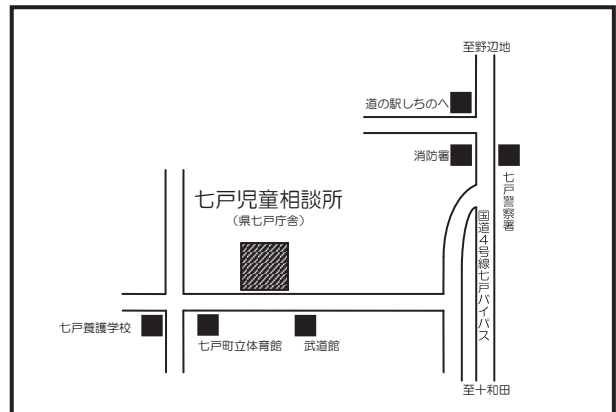 至野辺地
道の駅しちのへ
消防署
七戸警察署
七戸児童相談所
(県七戸庁舎)
国道4号線七戸バイパス
七戸養護学校
七戸町立体育館
武道館
至十和田